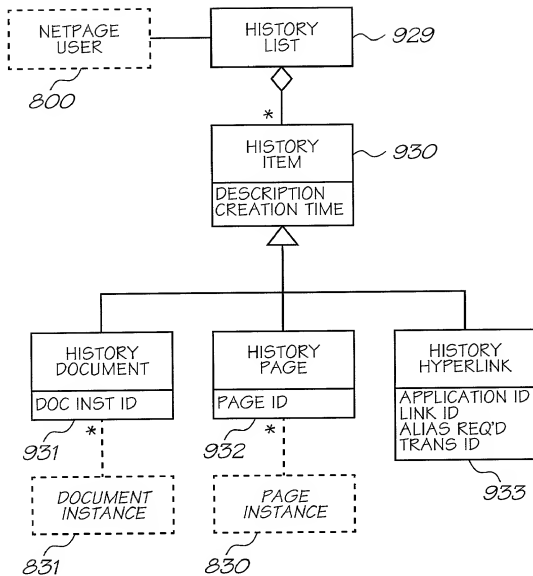 NETPAGE
USER
800
HISTORY
LIST
929
*
HISTORY
ITEM
930
DESCRIPTION
CREATION TIME
HISTORY
DOCUMENT
DOC INST ID
931
*
HISTORY
PAGE
PAGE ID
932
*
HISTORY
HYPERLINK
APPLICATION ID
LINK ID
ALIAS REQ'D
TRANS ID
933
DOCUMENT
INSTANCE
831
PAGE
INSTANCE
830